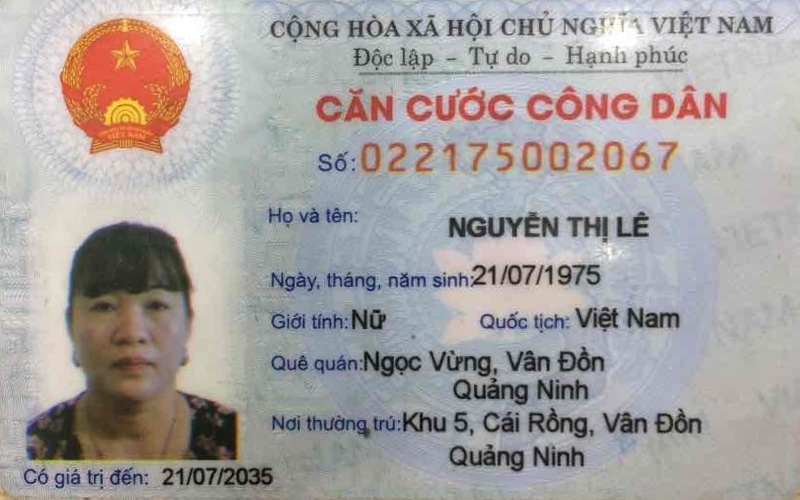 CỘNG HÒA XÃ HỘI CHỦ NGHĨA VIỆT NAM
Độc lập - Tự do - Hạnh phúc
CĂN CƯỚC CÔNG DÂN
Số: 022175002067
Họ và tên: NGUYỄN THỊ LÊ
Ngày, tháng, năm sinh: 21/07/1975
Giới tính: Nữ Quốc tịch: Việt Nam
Quê quán: Ngọc Vừng, Vân Đồn
Quảng Ninh
Nơi thường trú: Khu 5, Cái Rồng, Vân Đồn
Quảng Ninh
Có giá trị đến: 21/07/2035